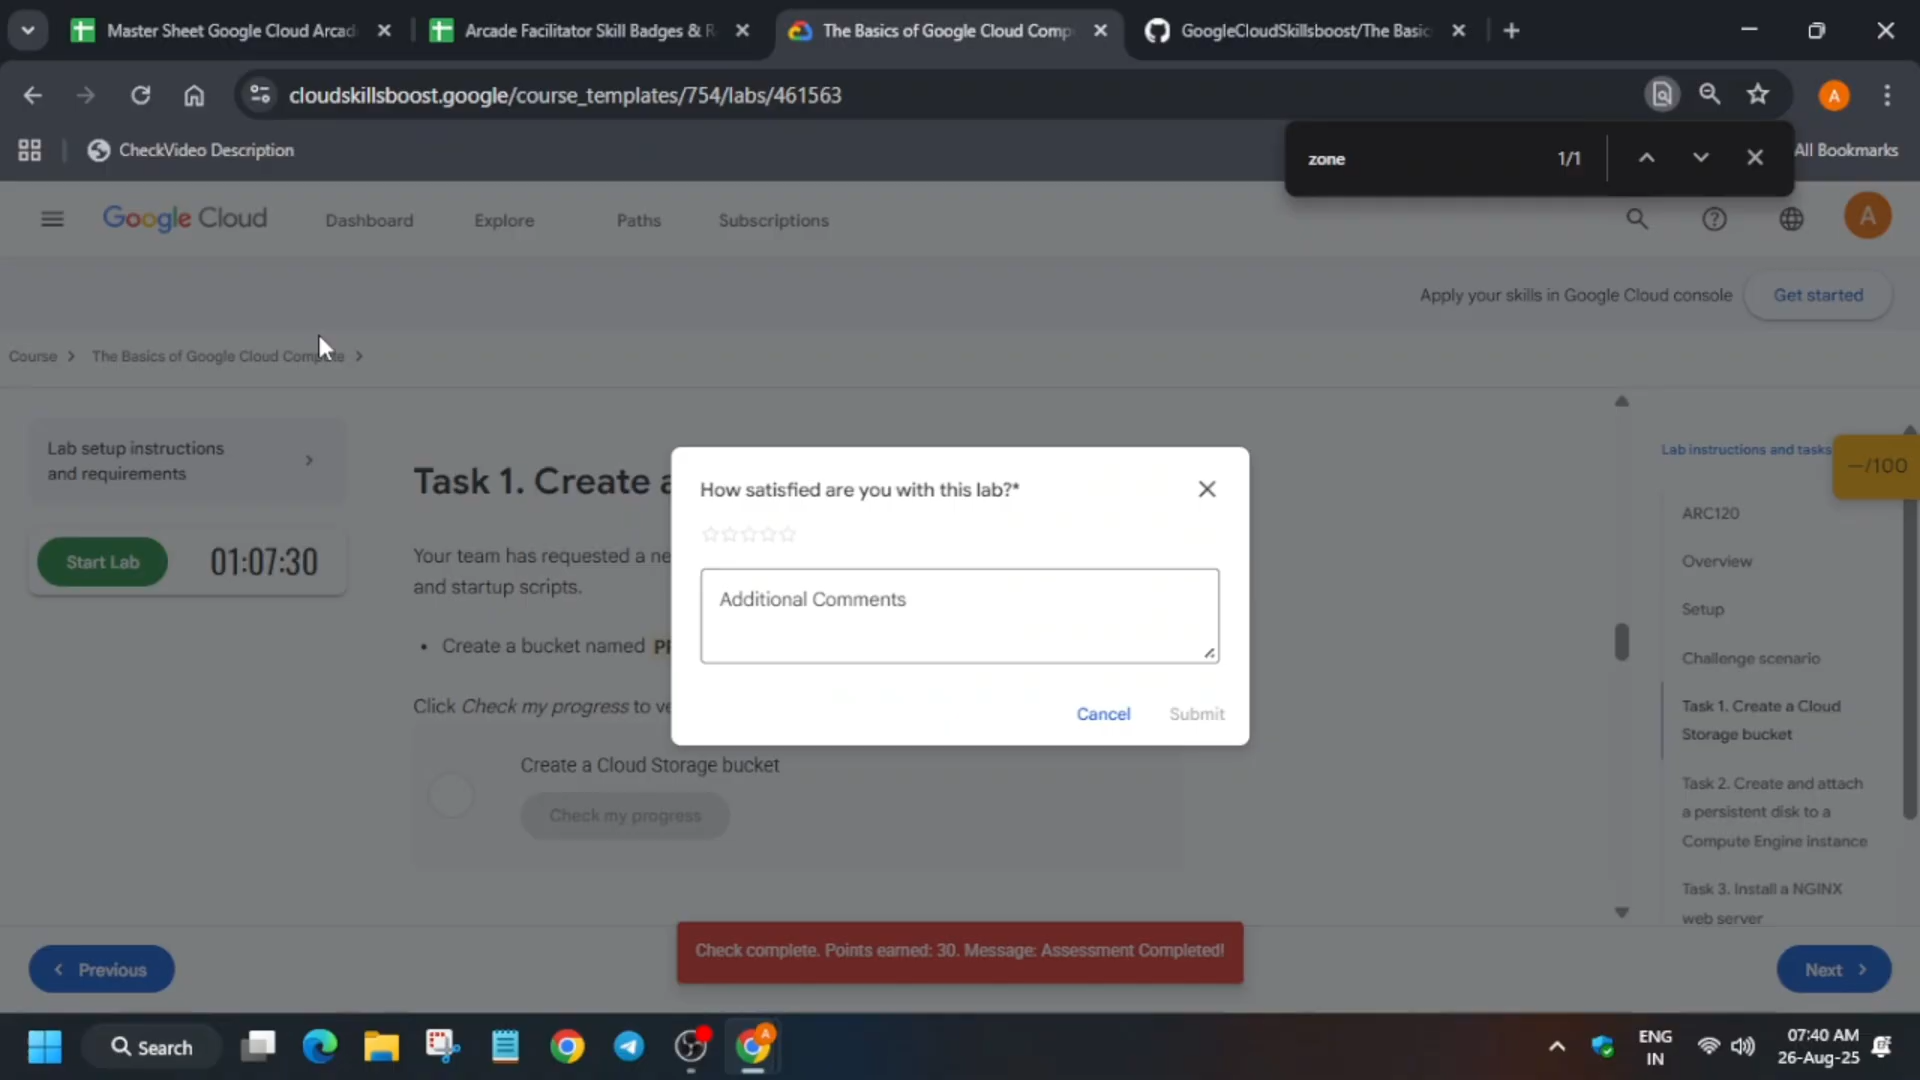 Master Sheet Google Cloud Arcad
Arcade Facilitator Skill Badges & R
The Basics of Google Cloud Comp
GoogleCloudSkillsboost/The Basic
cloudskillsboost.google/course_templates/754/labs/461563
A
CheckVideo Description
zone
1/1
All Bookmarks
Google Cloud
Dashboard
Explore
Paths
Subscriptions
A
Apply your skills in Google Cloud console
Get started
Course
The Basics of Google Cloud Compute
Lab setup instructions
and requirements
Start Lab
01:07:30
Task 1. Create a
Your team has requested a ne
and startup scripts.
• Create a bucket named
Click Check my progress to ve
Create a Cloud Storage bucket
Check my progress
How satisfied are you with this lab?*
Additional Comments
Cancel
Submit
Lab instructions and tasks
—/100
ARC120
Overview
Setup
Challenge scenario
Task 1. Create a Cloud
Storage bucket
Task 2. Create and attach
a persistent disk to a
Compute Engine instance
Task 3. Install a NGINX
web server
Previous
Check complete. Points earned: 30. Message: Assessment Completed!
Next
Search
A
ENG
IN
07:40 AM
26-Aug-25